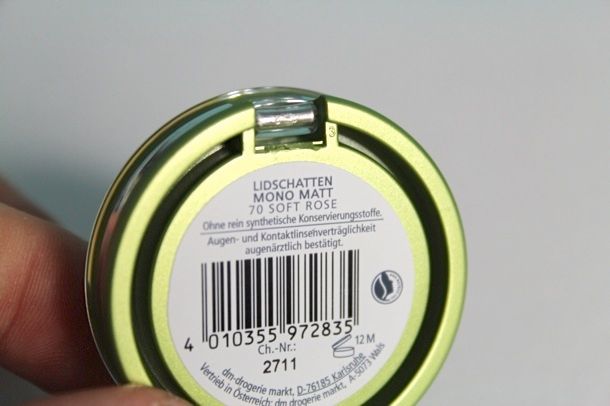 LIDSCHATTEN
MONO MATT
70 SOFT ROSE
Ohne rein synthetische Konservierungsstoffe.
Augen- und Kontaktlinsenverträglichkeit
augenärztlich bestätigt.
4 010355 972835
12 M
Ch.-Nr.:
2711
dm-drogerie markt, D-76185 Karlsruhe
Vertrieb in Österreich: dm drogerie markt, A-5073 Wals